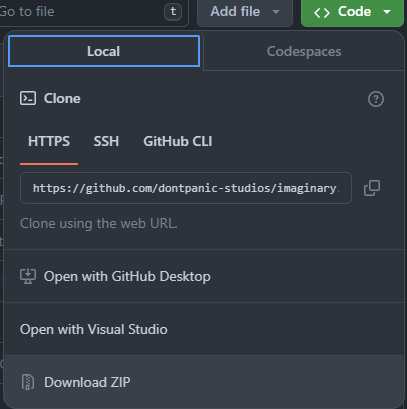 Go to file
t
Add file
<> Code
Local
Codespaces
Clone
HTTPS
SSH
GitHub CLI
https://github.com/dontpanic-studios/imaginary.
Clone using the web URL.
Open with GitHub Desktop
Open with Visual Studio
Download ZIP